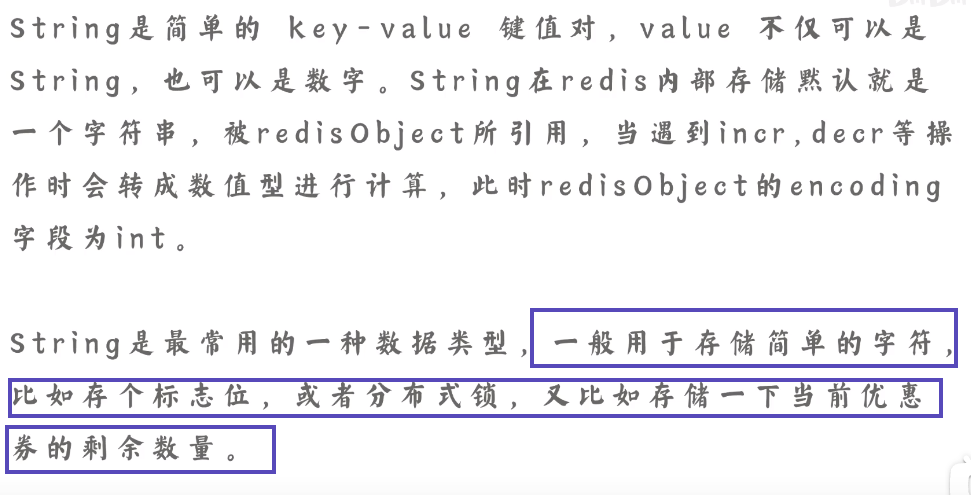 String是简单的 key-value 键值对，value 不仅可以是
String，也可以是数字。String在redis内部存储默认就是
一个字符串，被redisObject所引用，当遇到incr,decr等操
作时会转成数值型进行计算，此时redisObject的encoding
字段为int。
String是最常用的一种数据类型，一般用于存储简单的字符，
比如存个标志位，或者分布式锁，又比如存储一下当前优惠
券的剩余数量。